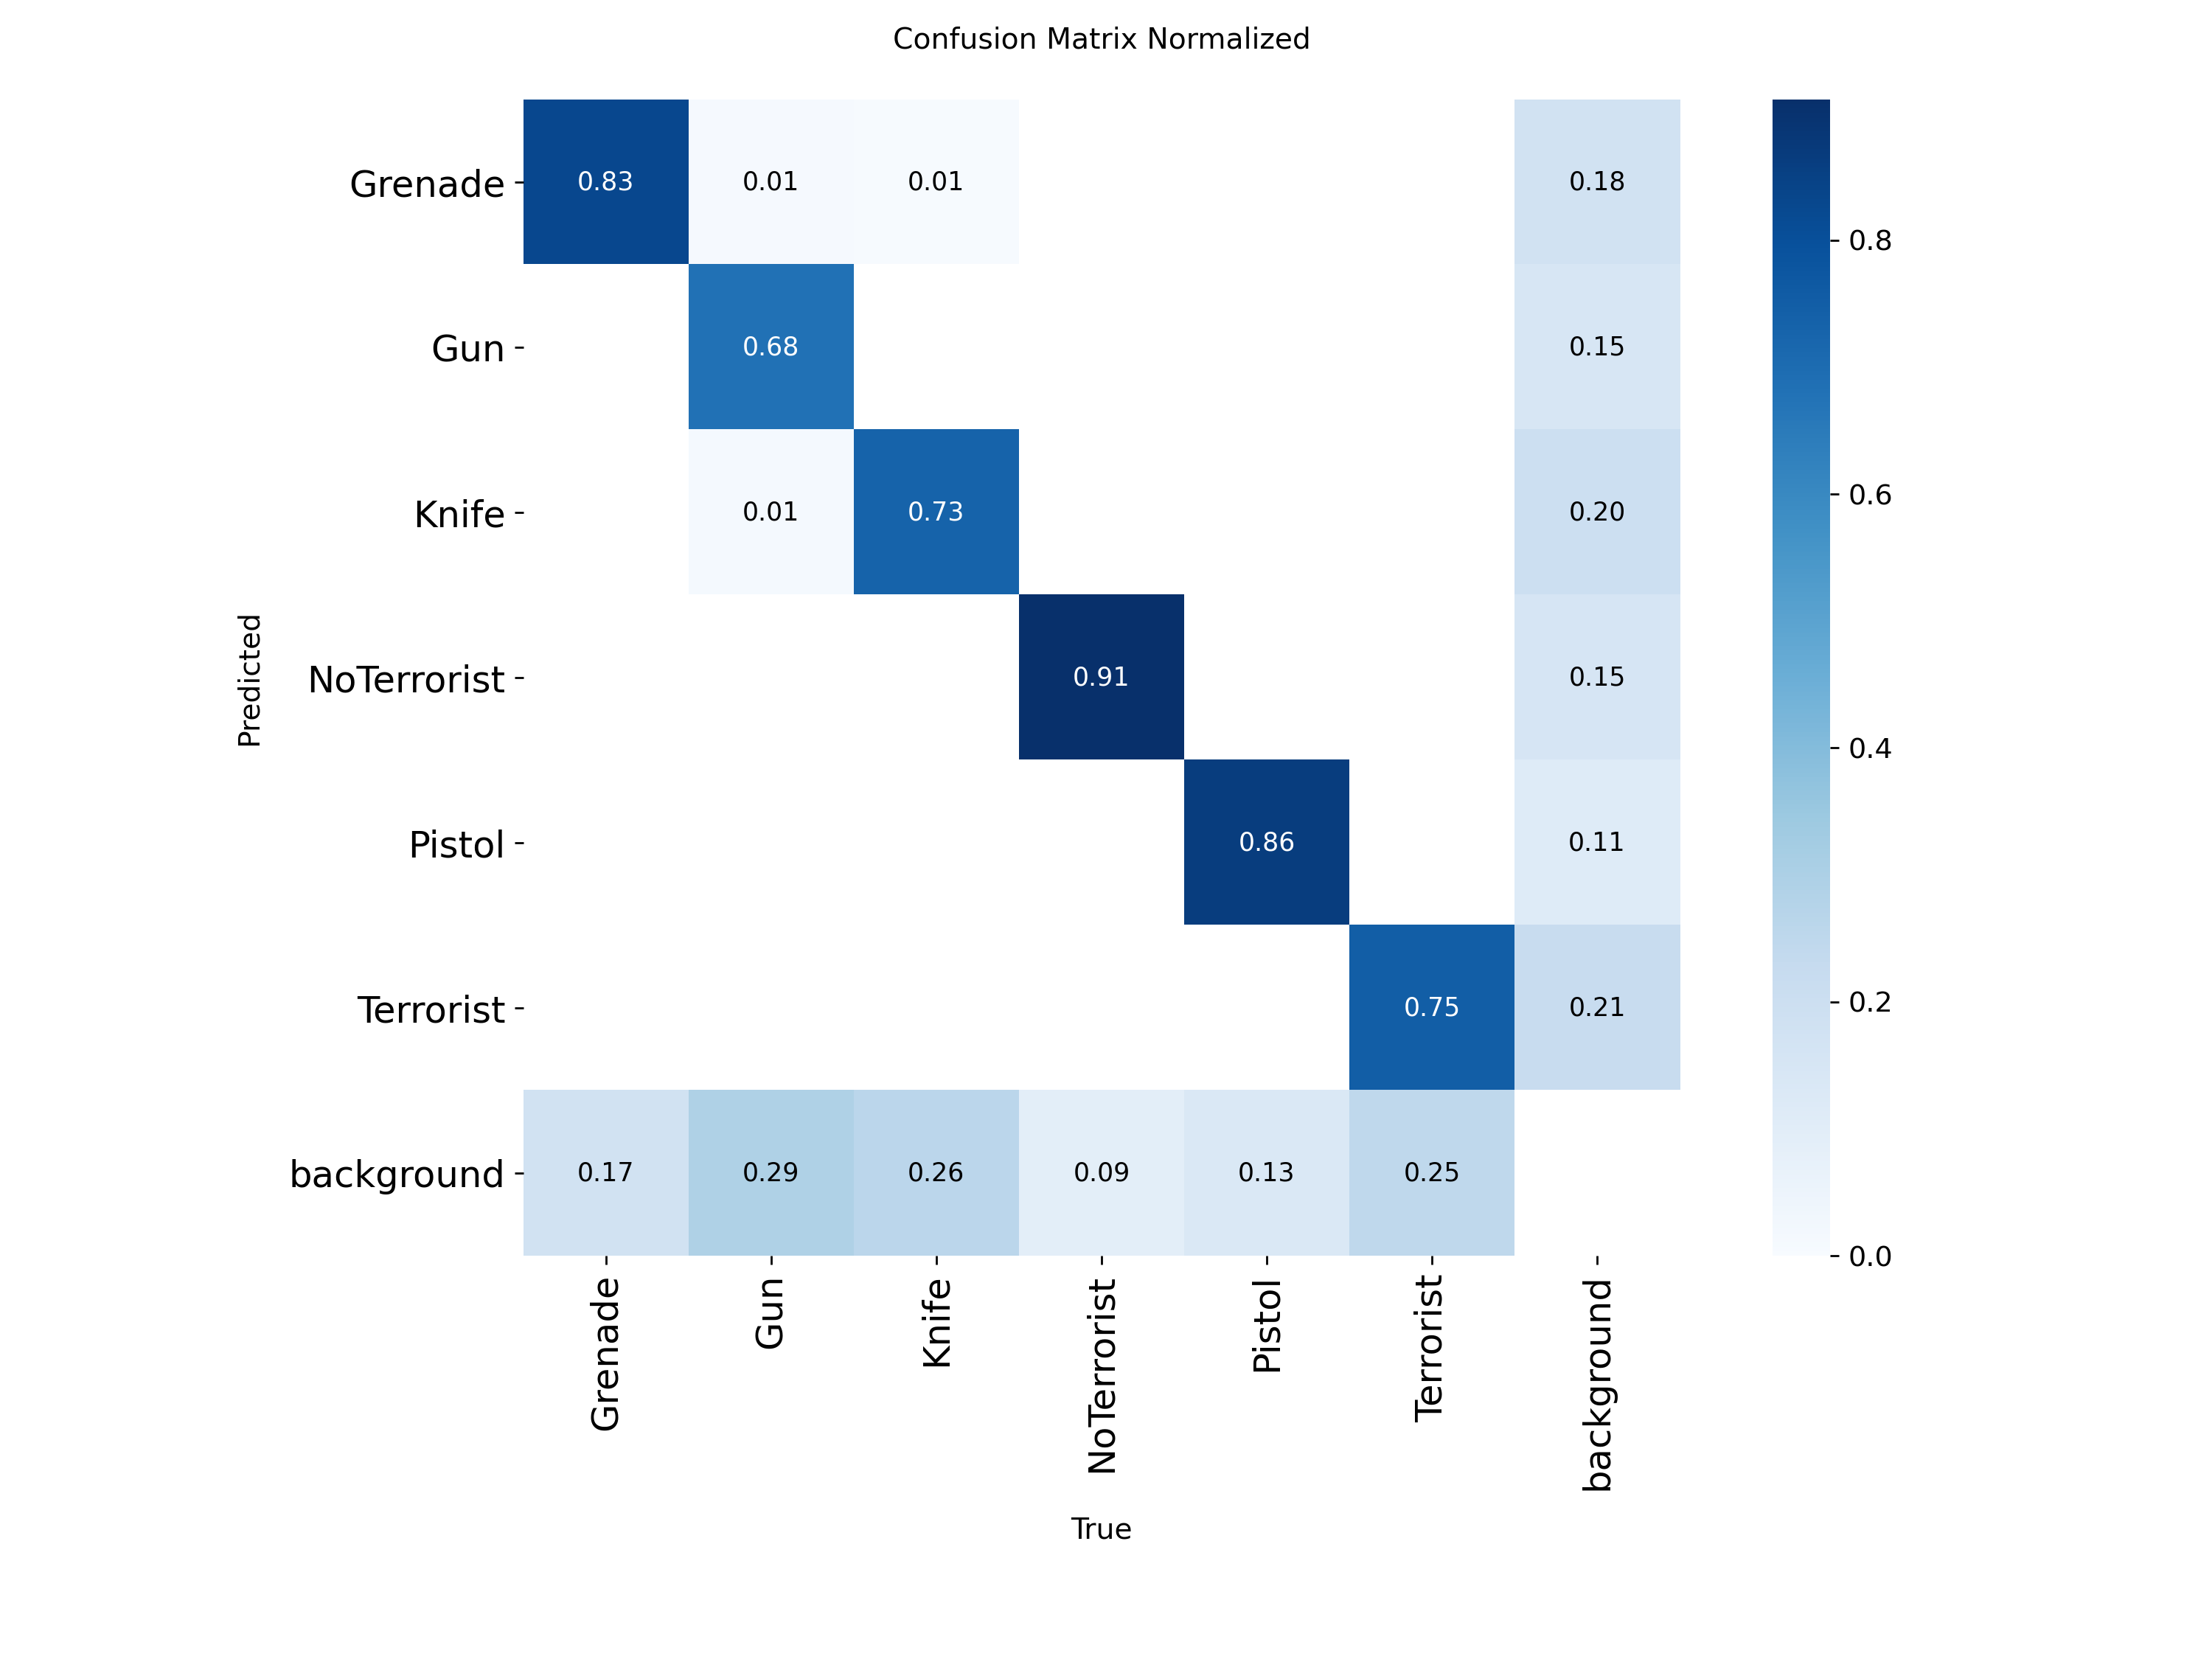 Confusion Matrix Normalized
Grenade 0.83 0.01 0.01 0.18
0.8
Gun 0.68 0.15
0.6
Knife 0.01 0.73 0.20
Predicted
NoTerrorist 0.91 0.15
0.4
Pistol 0.86 0.11
Terrorist 0.75 0.21
0.2
background 0.17 0.29 0.26 0.09 0.13 0.25
0.0
Grenade Gun Knife NoTerrorist Pistol Terrorist background
True